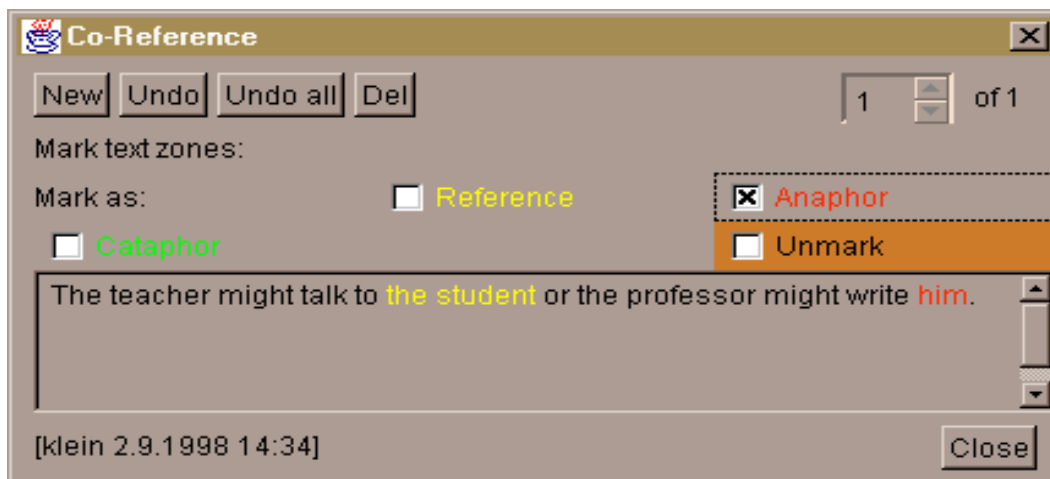 Co-Reference
New Undo Undo all Del 1 of 1
Mark text zones:
Mark as: Reference Anaphor
Cataphor Unmark
The teacher might talk to the student or the professor might write him.
[klein 2.9.1998 14:34] Close